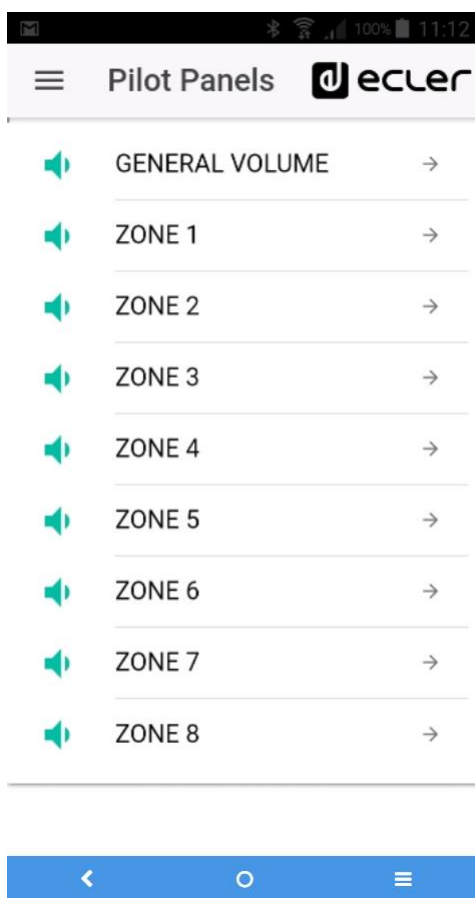 100% 11:12
Pilot Panels ecler
GENERAL VOLUME
ZONE 1
ZONE 2
ZONE 3
ZONE 4
ZONE 5
ZONE 6
ZONE 7
ZONE 8